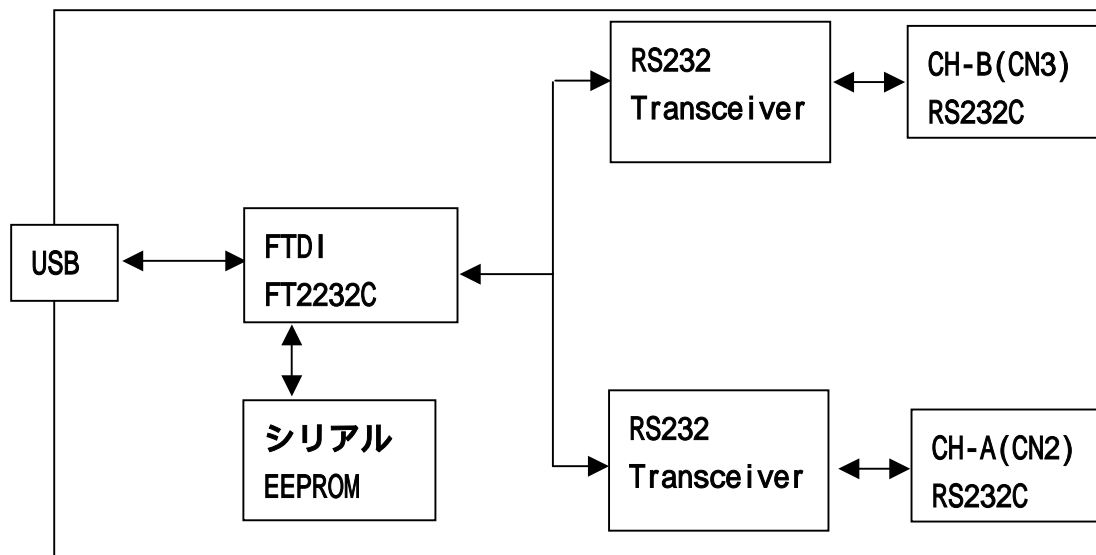 RS232
Transceiver
CH-B(CN3)
RS232C
USB
FTDI
FT2232C
シリアル
EEPROM
RS232
Transceiver
CH-A(CN2)
RS232C